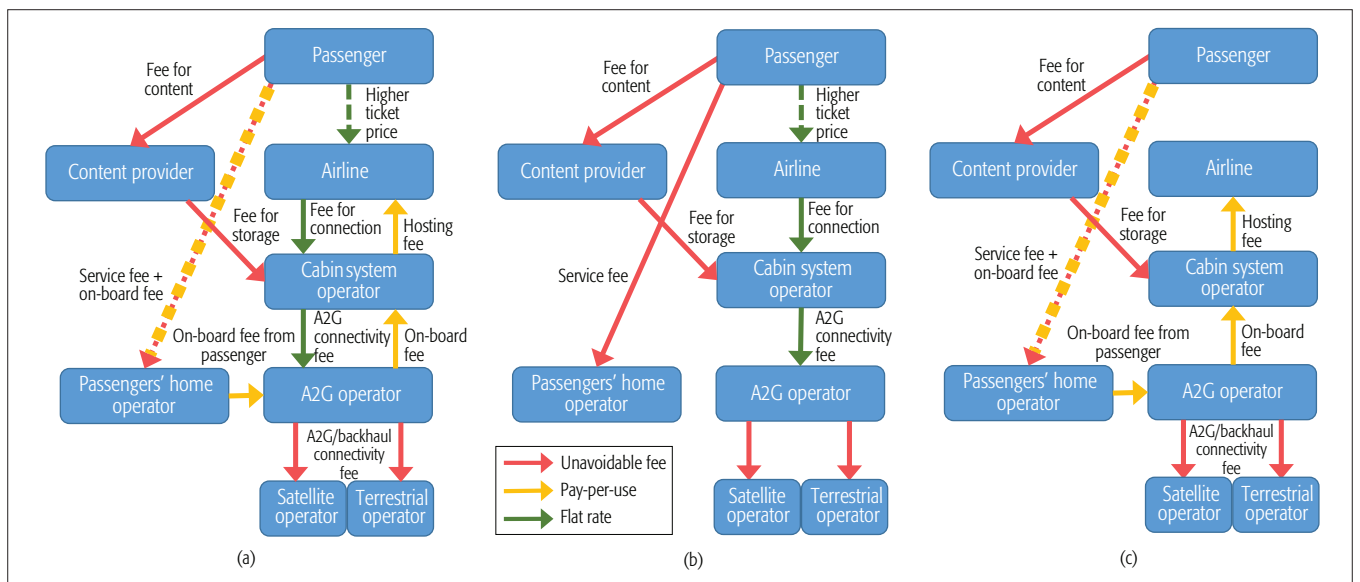 Passenger
Fee for
content
Higher
ticket
price
Content provider
Airline
Fee for
storage
Fee for
connection
Hosting
fee
Service fee +
on-board fee
Cabin system
operator
On-board fee from
passenger
A2G
connectivity
fee
On-board
fee
Passengers' home
operator
A2G operator
A2G/backhaul
connectivity
fee
Satellite
operator
Terrestrial
operator
(a)
Passenger
Fee for
content
Higher
ticket
price
Content provider
Airline
Fee for
storage
Fee for
connection
Service fee
Cabin system
operator
A2G
connectivity
fee
Passengers' home
operator
A2G operator
Unavoidable fee
Pay-per-use
Flat rate
Satellite
operator
Terrestrial
operator
(b)
Passenger
Fee for
content
Content provider
Airline
Fee for
storage
Hosting
fee
Service fee +
on-board fee
Cabin system
operator
On-board fee from
passenger
On-board
fee
Passengers' home
operator
A2G operator
A2G/backhaul
connectivity
fee
Satellite
operator
Terrestrial
operator
(c)